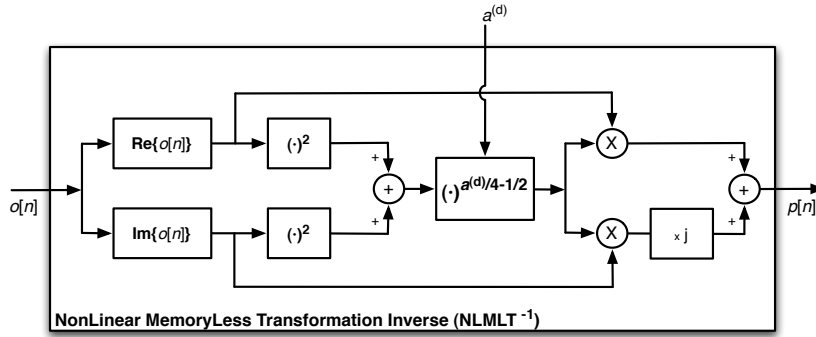 a(d)
Re{o[n]}
(·)²
X
+
+
(·)a(d)/4-1/2
+
+
o[n]
+
p[n]
Im{o[n]}
(·)²
+
X
× j
+
NonLinear MemoryLess Transformation Inverse (NLMLT -1)